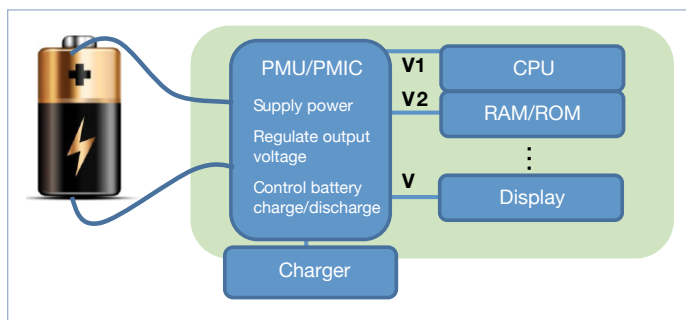 PMU/PMIC
Supply power
Regulate output
voltage
Control battery
charge/discharge
V1
CPU
V2
RAM/ROM
⋮
V
Display
Charger